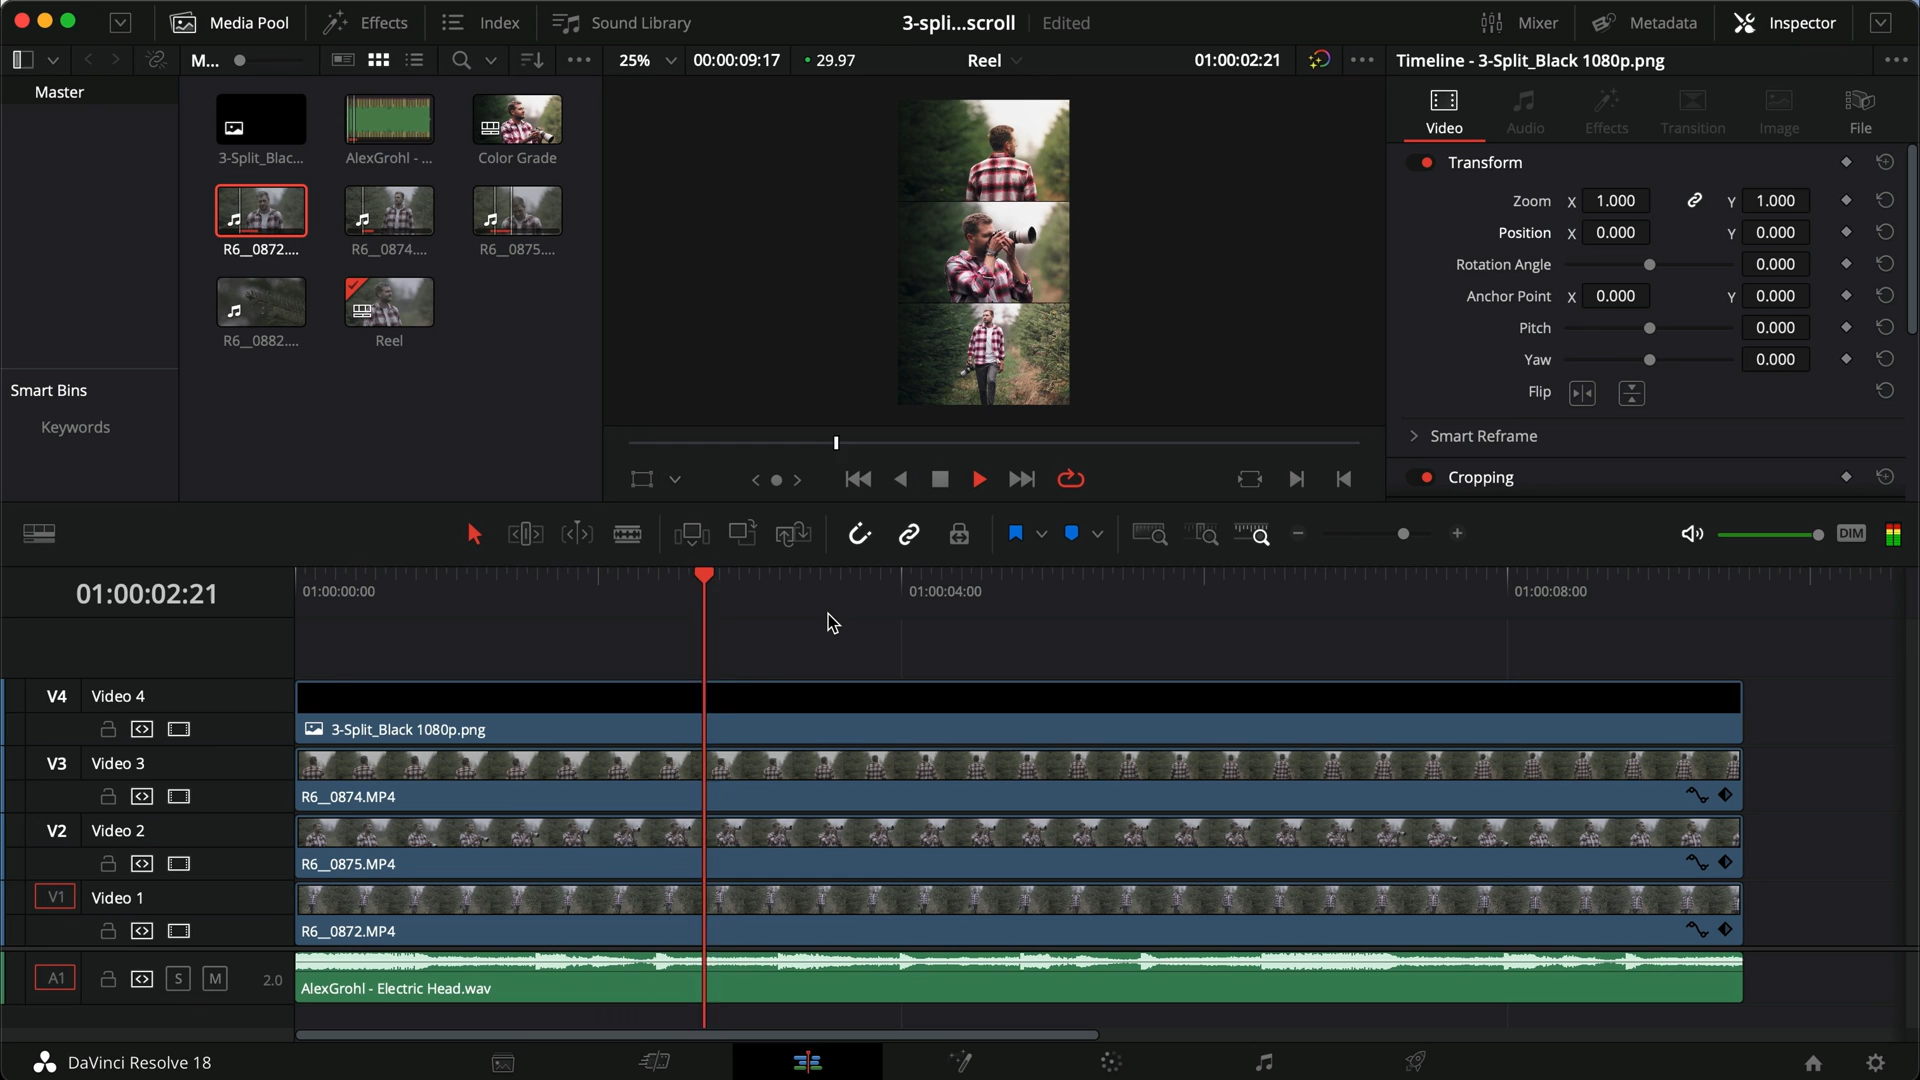 Media Pool
Effects
Index
Sound Library
3-spli...scroll
Edited
Mixer
Metadata
Inspector
M...
25%
00:00:09:17
29.97
Reel
01:00:02:21
Timeline - 3-Split_Black 1080p.png
Master
3-Split_Blac...
AlexGrohl - ...
Color Grade
R6__0872....
R6__0874....
R6__0875....
R6__0882....
Reel
Smart Bins
Keywords
Video
Audio
Effects
Transition
Image
File
Transform
Zoom X 1.000 Y 1.000
Position X 0.000 Y 0.000
Rotation Angle 0.000
Anchor Point X 0.000 Y 0.000
Pitch 0.000
Yaw 0.000
Flip
Smart Reframe
Cropping
DIM
01:00:02:21
01:00:00:00
01:00:04:00
01:00:08:00
V4 Video 4
3-Split_Black 1080p.png
V3 Video 3
R6__0874.MP4
V2 Video 2
R6__0875.MP4
V1 Video 1
R6__0872.MP4
A1 S M 2.0
AlexGrohl - Electric Head.wav
DaVinci Resolve 18